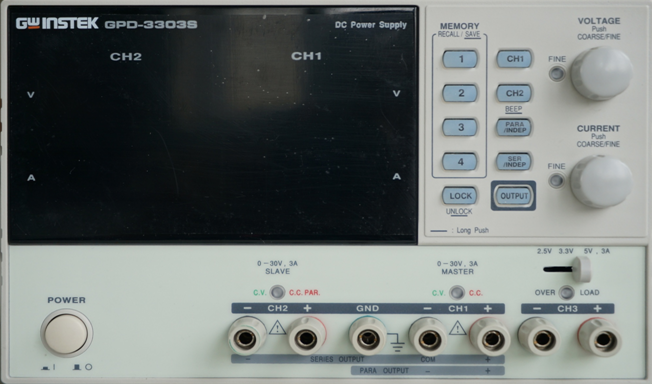 GWINSTEK GPD-3303S
DC Power Supply
CH2 CH1
V V
A A
MEMORY
RECALL / SAVE
1
2
3
4
LOCK
UNLOCK
CH1
CH2
BEEP
PARA
/INDEP
SER
/INDEP
OUTPUT
: Long Push
VOLTAGE
Push
COARSE/FINE
FINE
CURRENT
Push
COARSE/FINE
FINE
POWER
I O
0~30V, 3A
SLAVE
C.V. C.C. PAR.
0~30V, 3A
MASTER
C.V. C.C.
2.5V 3.3V 5V , 3A
OVER LOAD
− CH2 + GND − CH1 + − CH3 +
− SERIES OUTPUT COM +
PARA OUTPUT − +